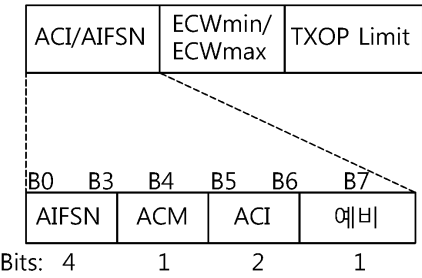 ACI/AIFSN ECWmin/ECWmax TXOP Limit
B0 B3 B4 B5 B6 B7
AIFSN ACM ACI 예비
Bits: 4 1 2 1